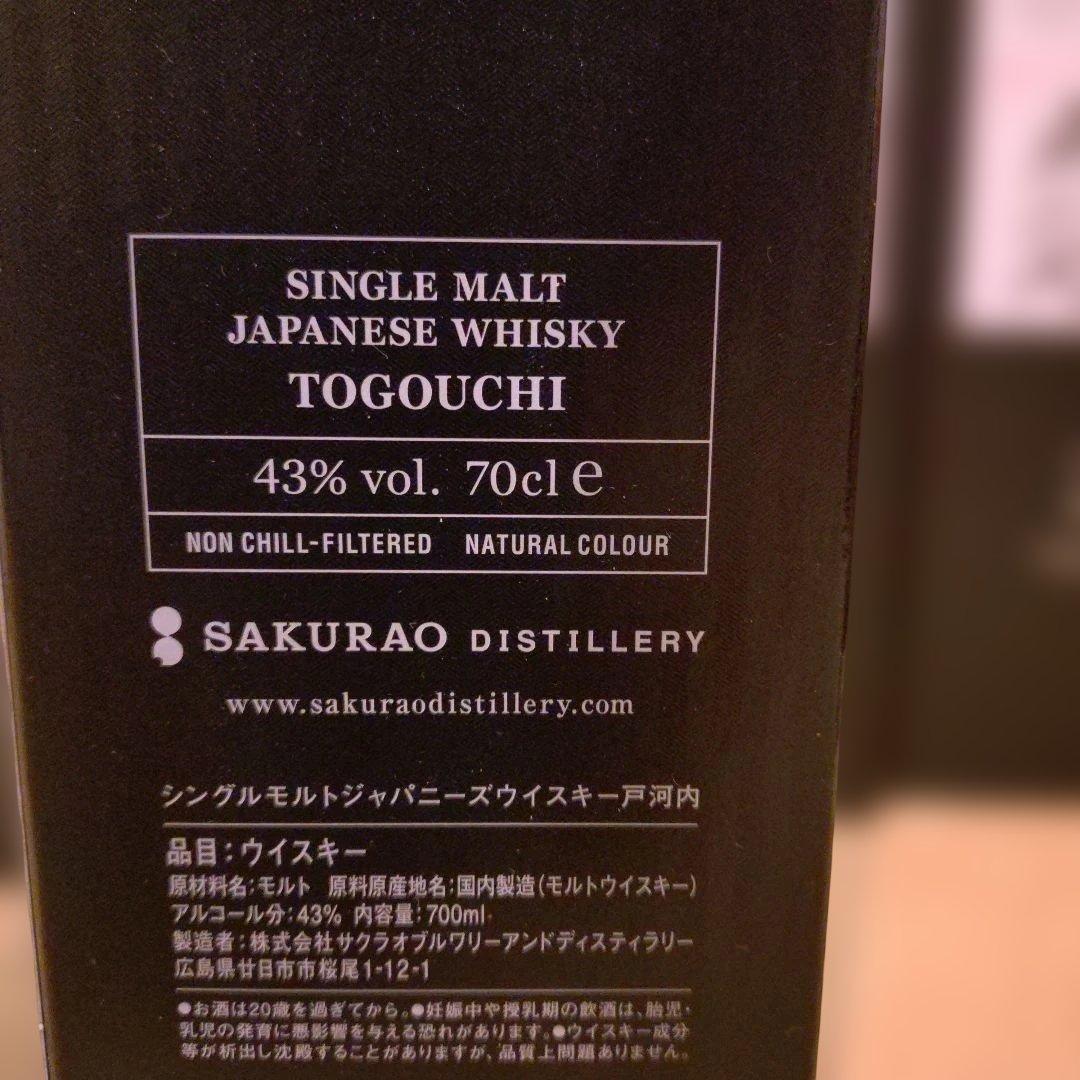 SINGLE MALT
JAPANESE WHISKY
TOGOUCHI
43% vol. 70cl e
NON CHILL-FILTERED NATURAL COLOUR
SAKURAO DISTILLERY
www.sakuraodistillery.com
シングルモルトジャパニーズウイスキー戸河内
品目：ウイスキー
原材料名：モルト 原料原産地名：国内製造（モルトウイスキー）
アルコール分：43% 内容量：700ml
製造者：株式会社サクラオブルワリーアンドディスティラリー
広島県廿日市市桜尾1-12-1
●お酒は20歳を過ぎてから。●妊娠中や授乳期の飲酒は、胎児・
乳児の発育に悪影響を与える恐れがあります。●ウイスキー成分
等が析出し沈殿することがありますが、品質上問題ありません。